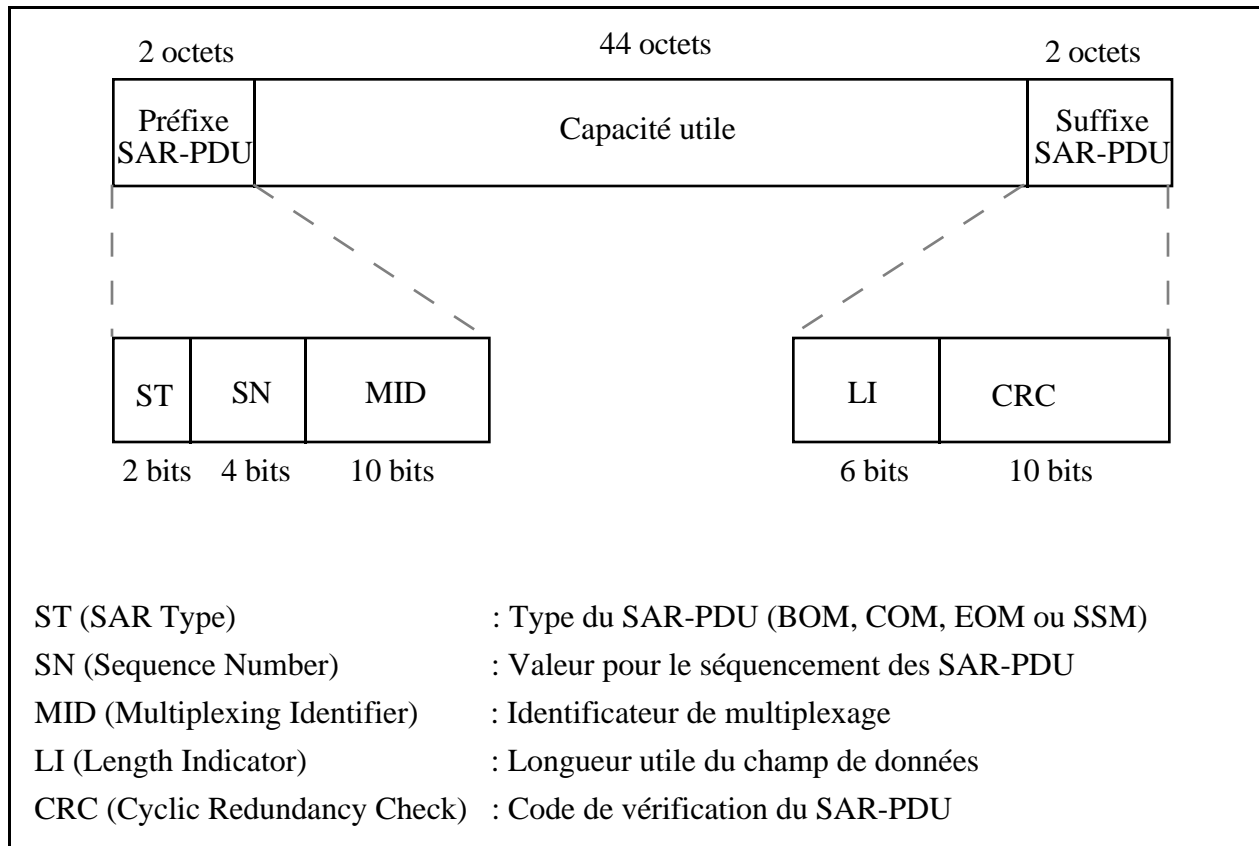 2 octets 44 octets 2 octets
Préfixe
SAR-PDU
Capacité utile
Suffixe
SAR-PDU
ST SN MID LI CRC
2 bits 4 bits 10 bits 6 bits 10 bits
ST (SAR Type) : Type du SAR-PDU (BOM, COM, EOM ou SSM)
SN (Sequence Number) : Valeur pour le séquencement des SAR-PDU
MID (Multiplexing Identifier) : Identificateur de multiplexage
LI (Length Indicator) : Longueur utile du champ de données
CRC (Cyclic Redundancy Check) : Code de vérification du SAR-PDU